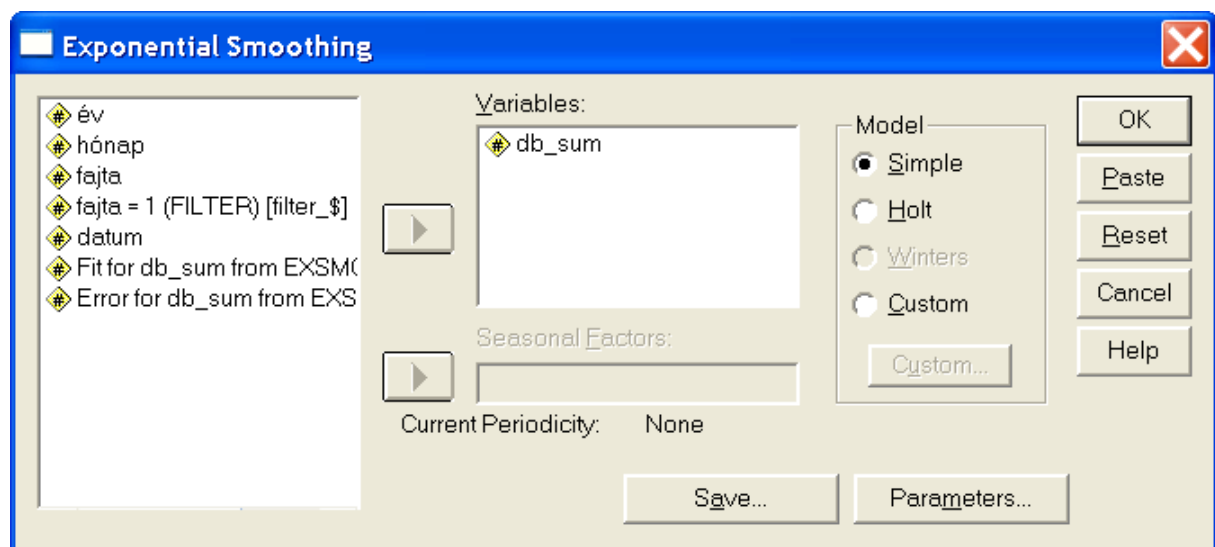 Exponential Smoothing
év
hónap
fajta
fajta = 1 (FILTER) [filter_$]
datum
Fit for db_sum from EXSM(
Error for db_sum from EXS
Variables:
db_sum
Seasonal Factors:
Current Periodicity: None
Model
Simple
Holt
Winters
Custom
Custom...
OK
Paste
Reset
Cancel
Help
Save...
Parameters...